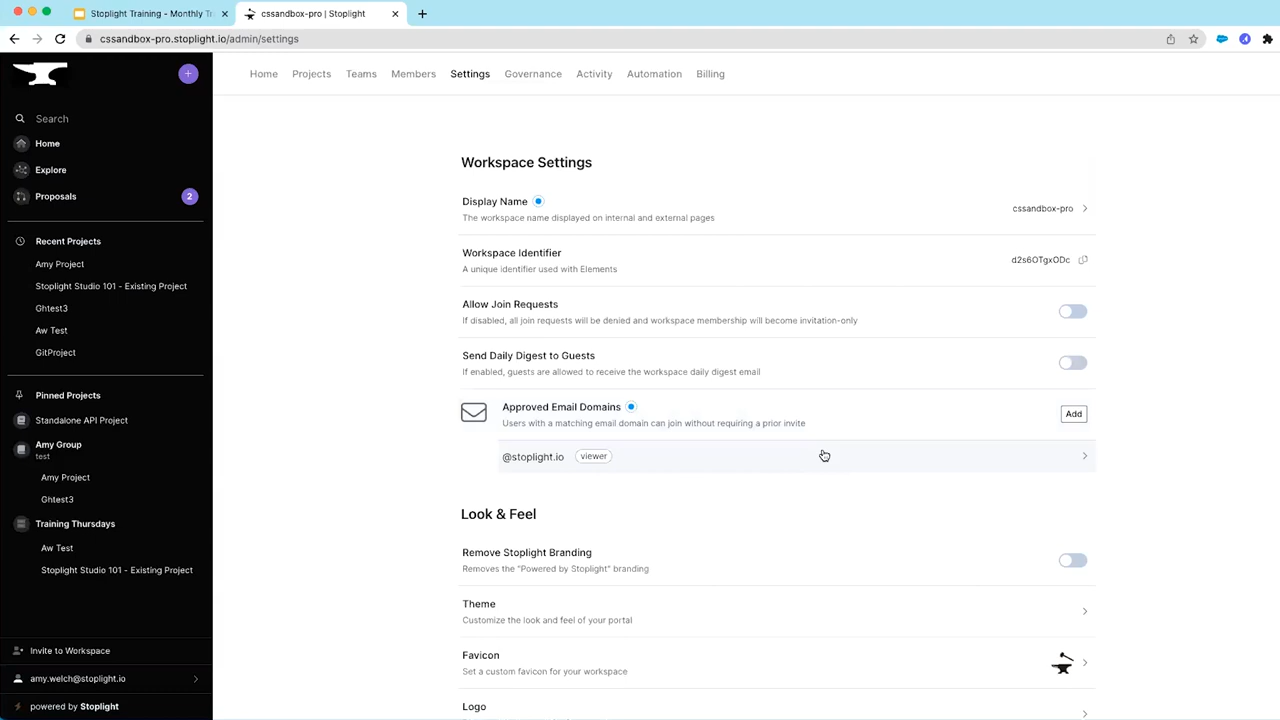 Stoplight Training - Monthly Tr
cssandbox-pro | Stoplight
cssandbox-pro.stoplight.io/admin/settings
Home Projects Teams Members Settings Governance Activity Automation Billing
Search
Home
Explore
Proposals 2
Recent Projects
Amy Project
Stoplight Studio 101 - Existing Project
Ghtest3
Aw Test
GitProject
Pinned Projects
Standalone API Project
Amy Group
test
Amy Project
Ghtest3
Training Thursdays
Aw Test
Stoplight Studio 101 - Existing Project
Invite to Workspace
amy.welch@stoplight.io
powered by Stoplight
Workspace Settings
Display Name
The workspace name displayed on internal and external pages
cssandbox-pro
Workspace Identifier
A unique identifier used with Elements
d2s6OTgxODc
Allow Join Requests
If disabled, all join requests will be denied and workspace membership will become invitation-only
Send Daily Digest to Guests
If enabled, guests are allowed to receive the workspace daily digest email
Approved Email Domains
Users with a matching email domain can join without requiring a prior invite
Add
@stoplight.io viewer
Look & Feel
Remove Stoplight Branding
Removes the "Powered by Stoplight" branding
Theme
Customize the look and feel of your portal
Favicon
Set a custom favicon for your workspace
Logo